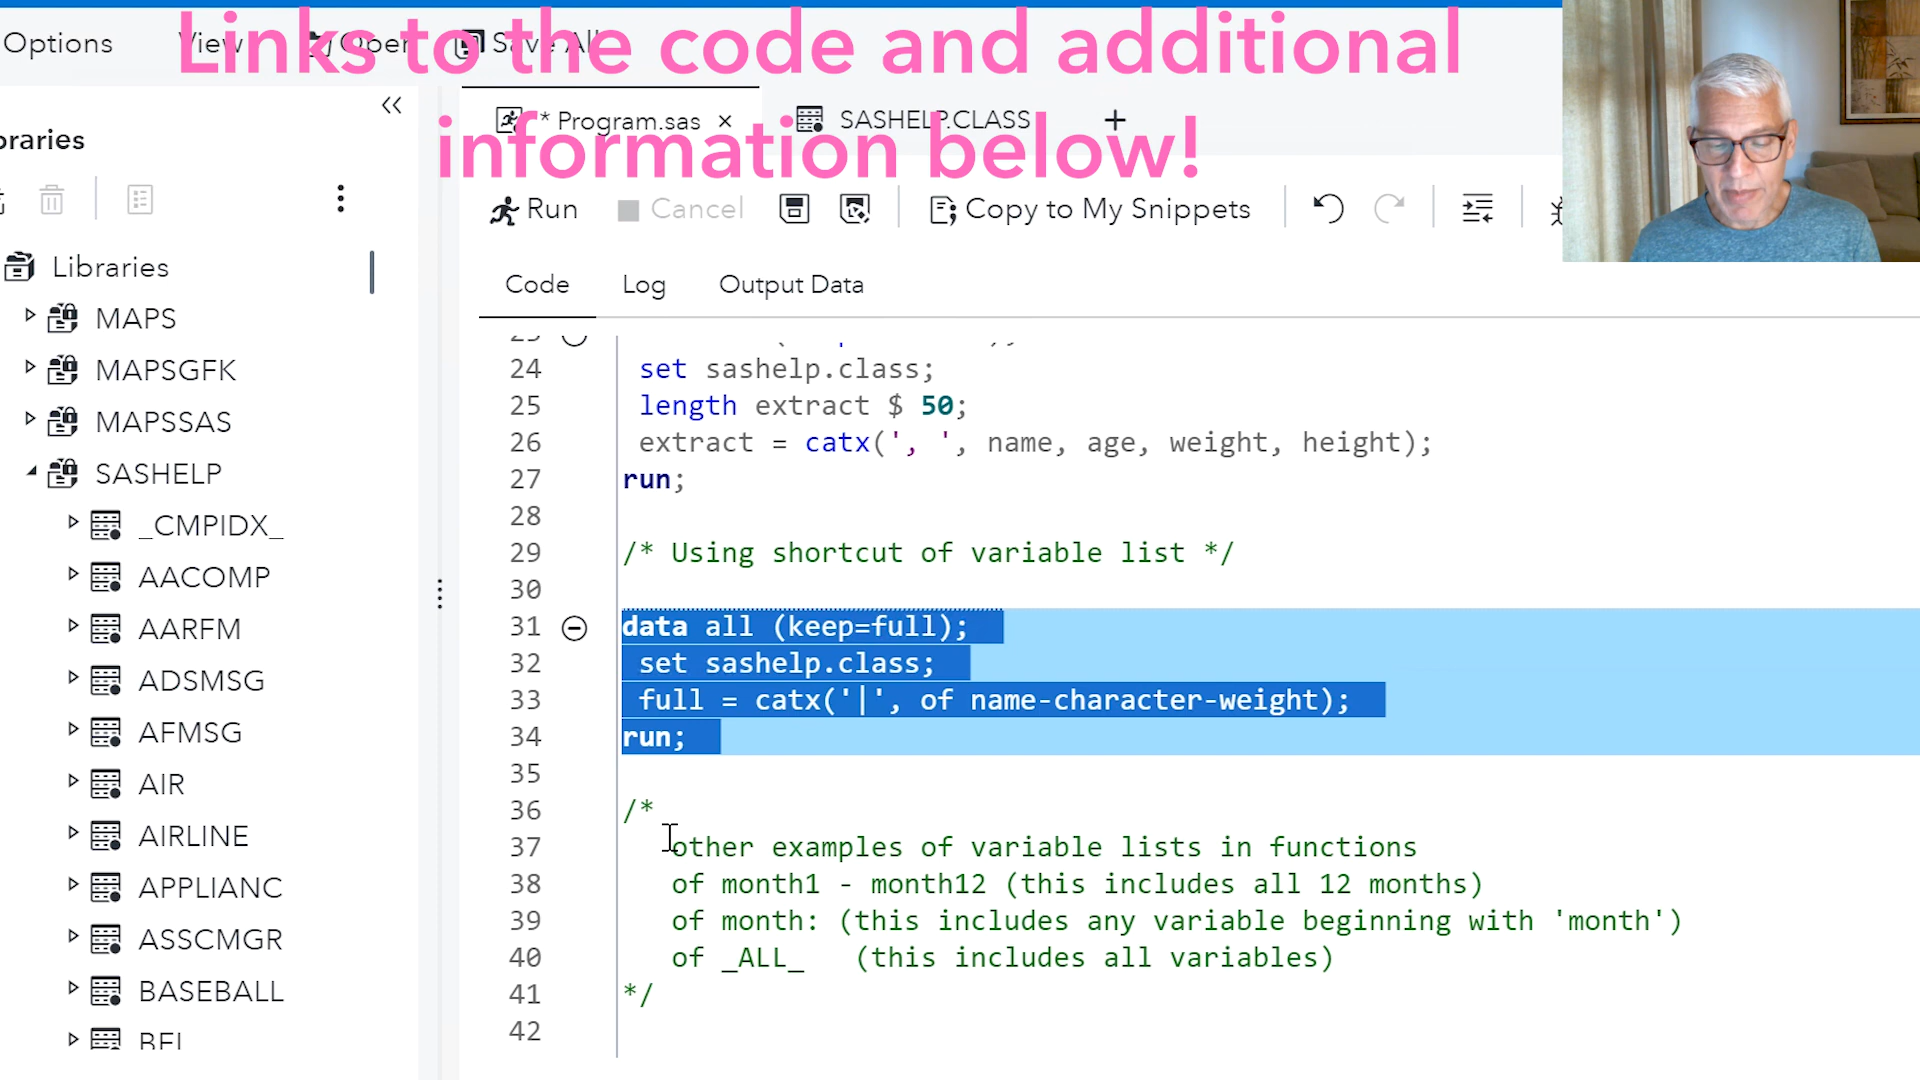 Links to the code and additional
information below!
Options View Open Save All
braries
* Program.sas × SASHELP.CLASS +
Run Cancel Copy to My Snippets
Code Log Output Data
Libraries
MAPS
MAPSGFK
MAPSSAS
SASHELP
_CMPIDX_
AACOMP
AARFM
ADSMSG
AFMSG
AIR
AIRLINE
APPLIANC
ASSCMGR
BASEBALL
24 set sashelp.class;
25 length extract $ 50;
26 extract = catx(', ', name, age, weight, height);
27 run;
28
29 /* Using shortcut of variable list */
30
31 data all (keep=full);
32 set sashelp.class;
33 full = catx('|', of name-character-weight);
34 run;
35
36 /*
37 other examples of variable lists in functions
38 of month1 - month12 (this includes all 12 months)
39 of month: (this includes any variable beginning with 'month')
40 of _ALL_ (this includes all variables)
41 */
42